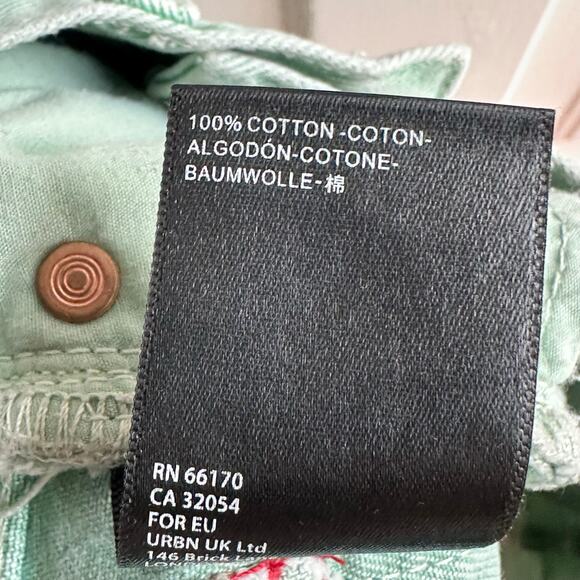 100% COTTON -COTON-
ALGODÓN-COTONE-
BAUMWOLLE-棉
RN 66170
CA 32054
FOR EU
URBN UK Ltd
146 Brick